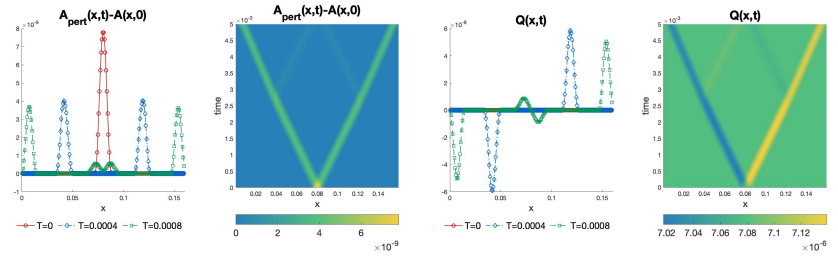 A_pert(x,t)-A(x,0)
8 ×10^-9
7
6
5
4
3
2
1
0
-1
0 0.05 0.1 0.15
x
T=0 T=0.0004 T=0.0008
A_pert(x,t)-A(x,0)
5 ×10^-3
4.5
4
3.5
3
2.5
2
1.5
1
0.5
0
time
0.02 0.04 0.06 0.08 0.1 0.12 0.14
x
0 2 4 6
×10^-9
Q(x,t)
6 ×10^-8
4
2
0
-2
-4
-6
0 0.05 0.1 0.15
x
T=0 T=0.0004 T=0.0008
Q(x,t)
5 ×10^-3
4.5
4
3.5
3
2.5
2
1.5
1
0.5
0
time
0.02 0.04 0.06 0.08 0.1 0.12 0.14
x
7.02 7.04 7.06 7.08 7.1 7.12
×10^-6